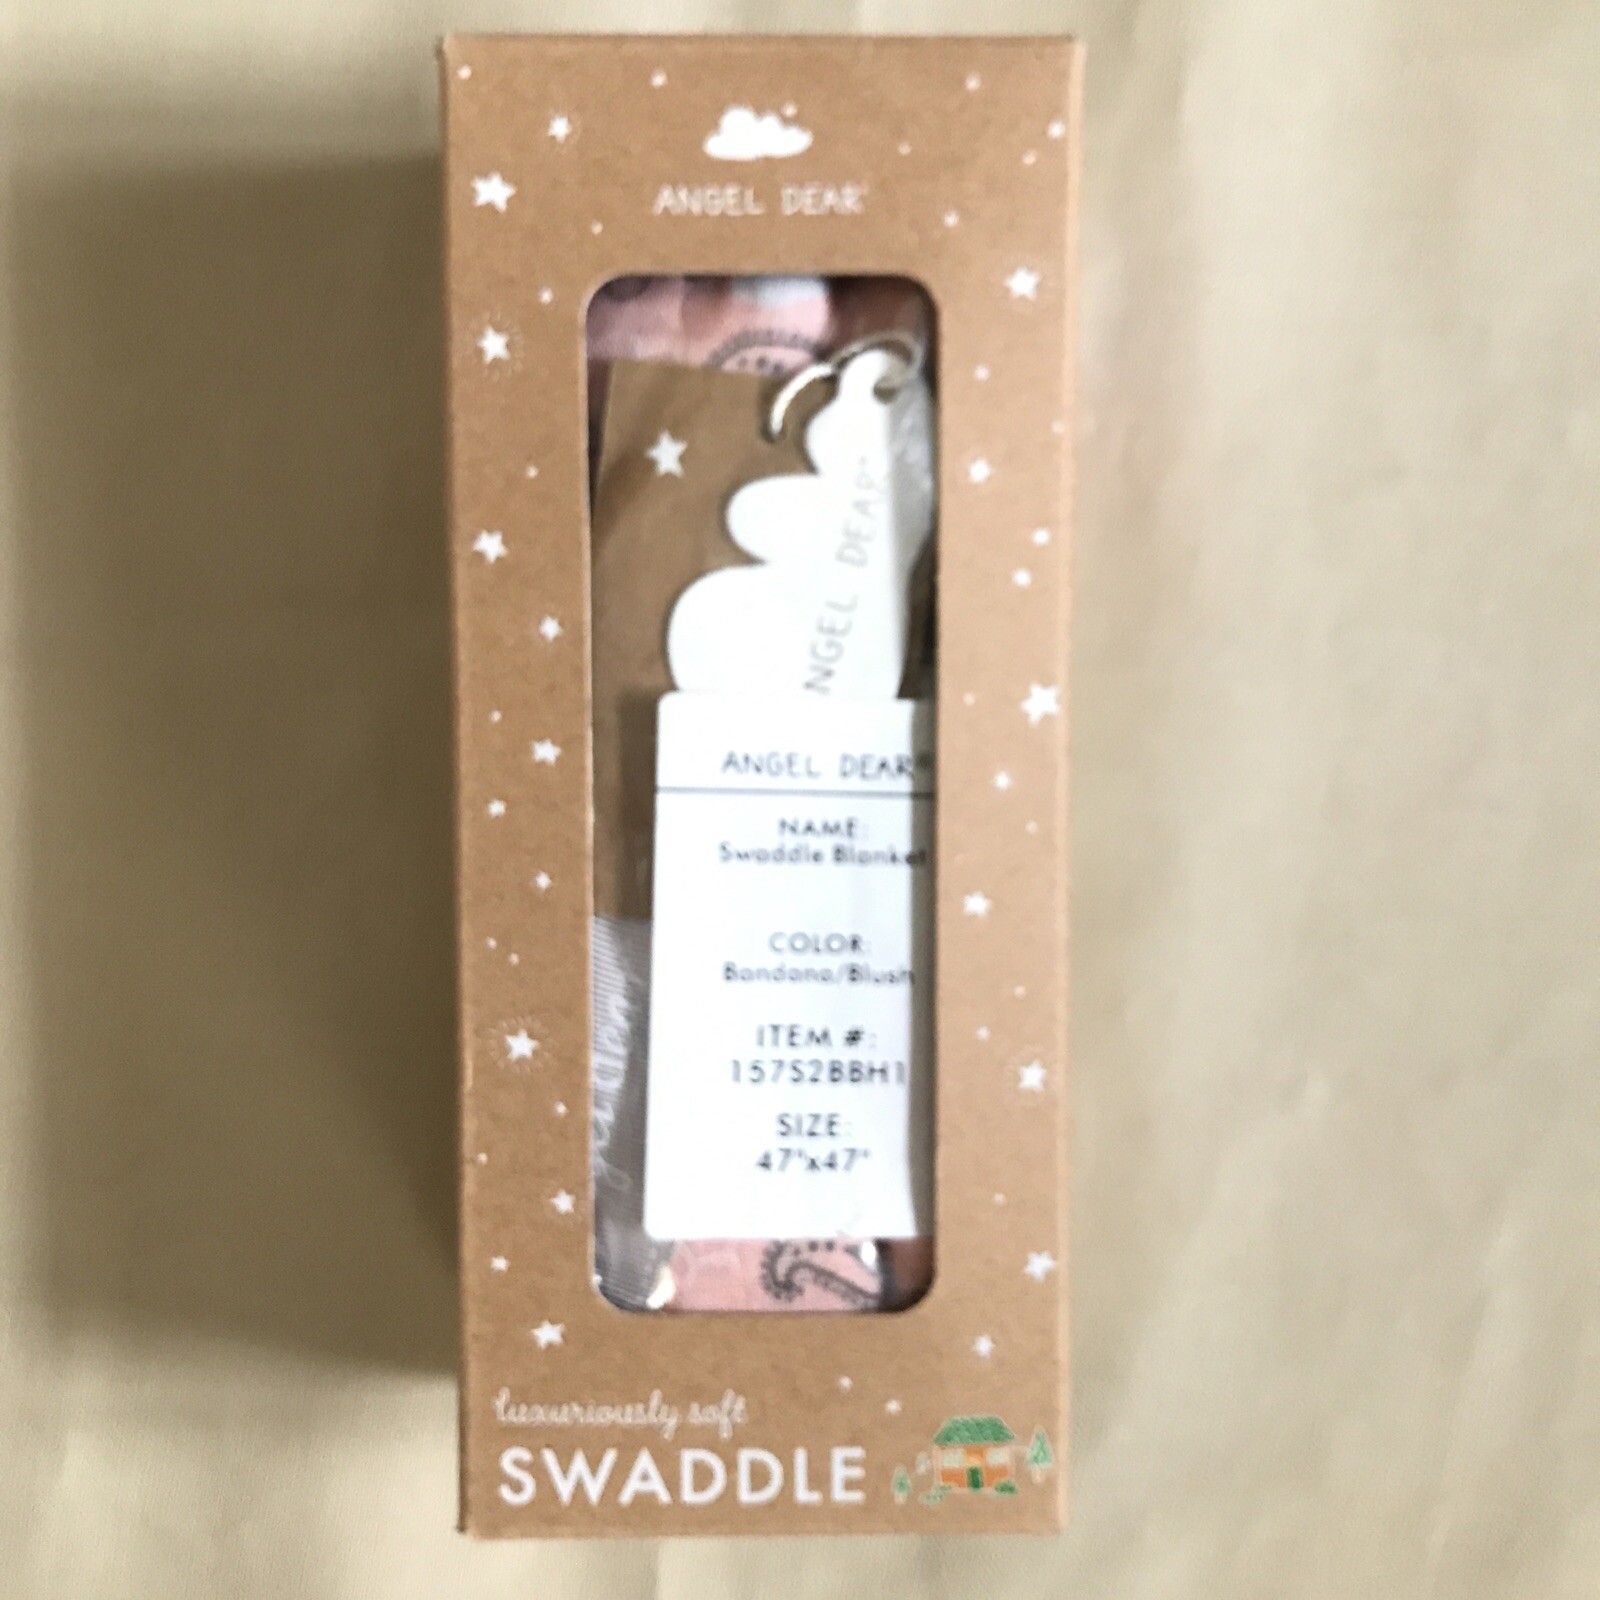 ANGEL DEAR
ANGEL DEAR
ANGEL DEAR
NAME:
Swaddle Blanket
COLOR:
Bandana/Blush
ITEM #:
157S2BBH1
SIZE:
47"x47"
luxuriously soft
SWADDLE